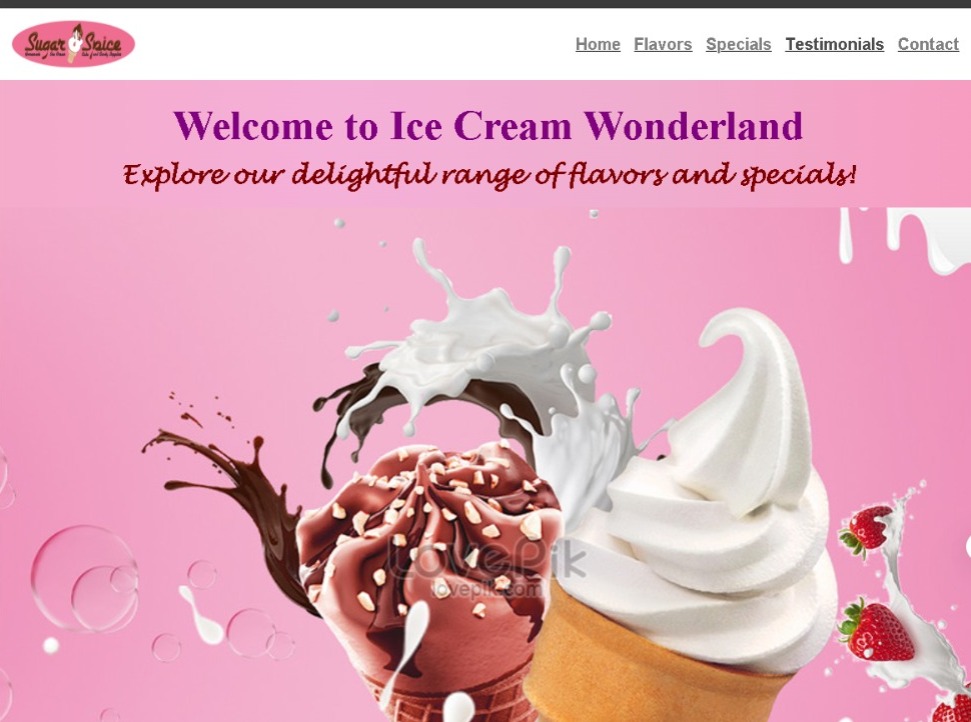 Sugar Spice
Home Flavors Specials Testimonials Contact
Welcome to Ice Cream Wonderland
Explore our delightful range of flavors and specials!
Lovepik
lovepik.com